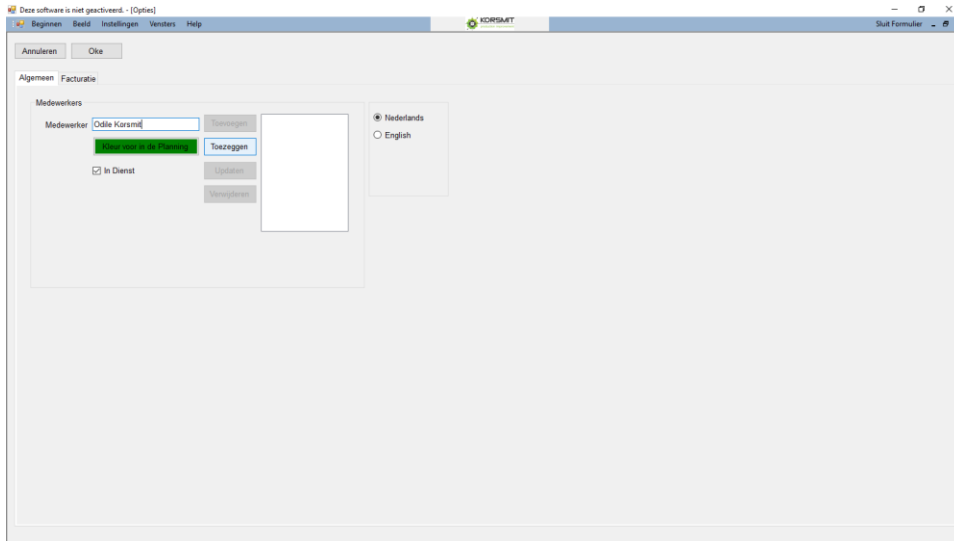 Deze software is niet geactiveerd. - [Opties]
Beginnen Beeld Instellingen Vensters Help KORSMIT Sluit Formulier
Annuleren Oke
Algemeen Facturatie
Medewerkers
Medewerker Odile Korsmit Toevoegen
Nederlands
Kleur voor in de Planning Toezeggen
English
In Dienst Updaten
Verwijderen